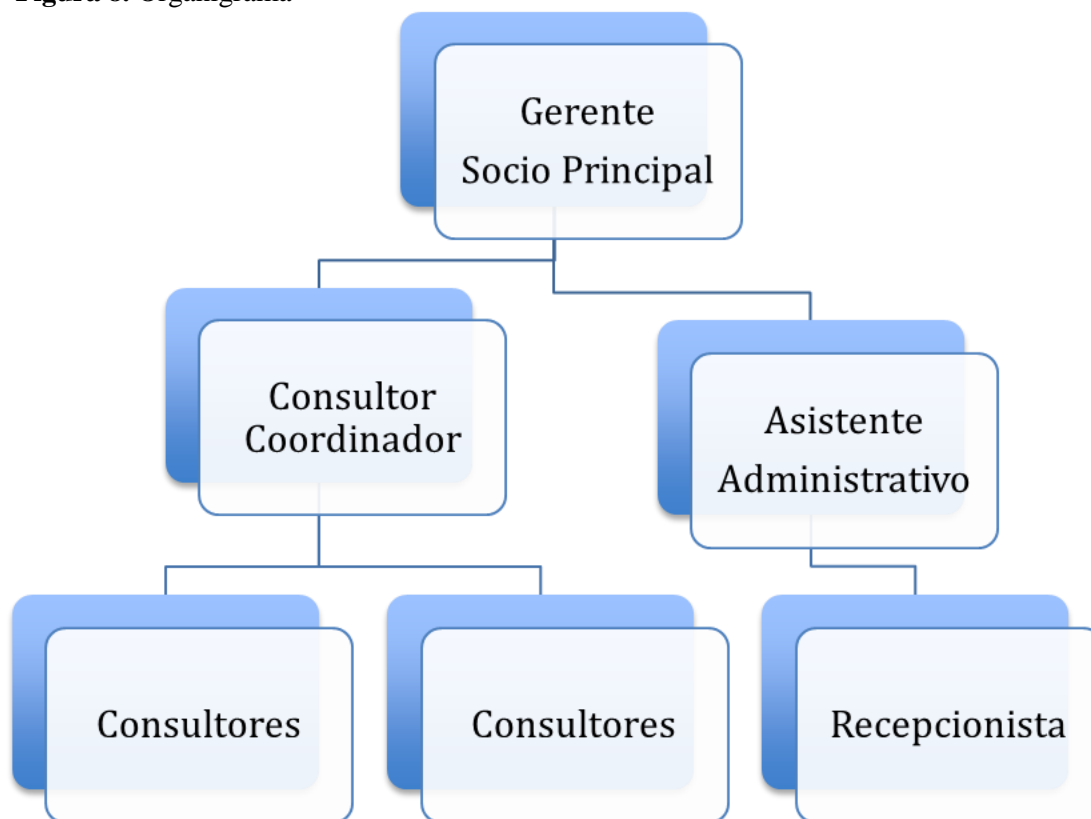 Gerente
Socio Principal
Consultor
Coordinador
Asistente
Administrativo
Consultores
Consultores
Recepcionista